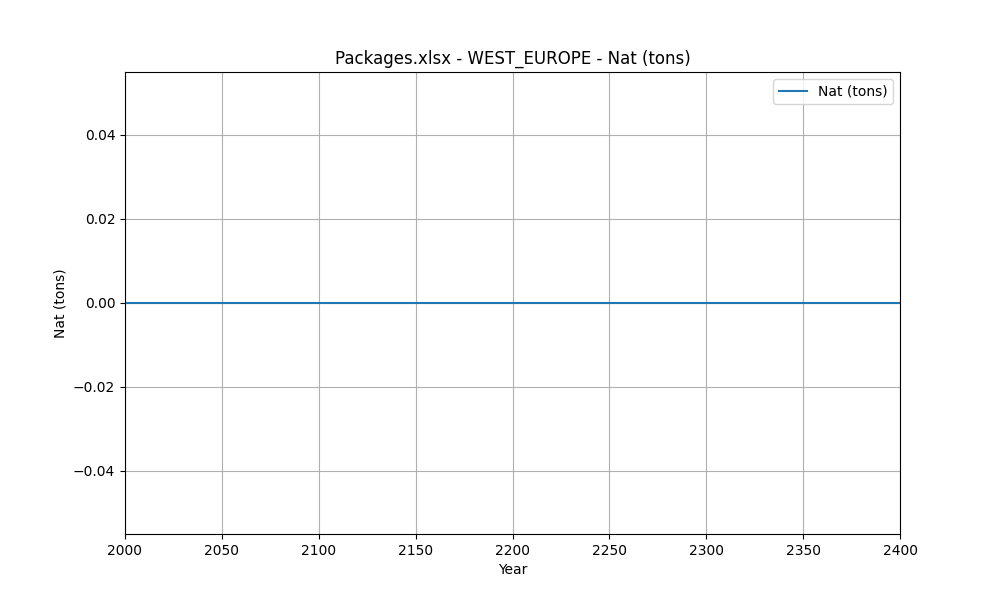 Packages.xlsx - WEST_EUROPE - Nat (tons)
Nat (tons)
0.04
0.02
0.00
−0.02
−0.04
Nat (tons)
2000 2050 2100 2150 2200 2250 2300 2350 2400
Year